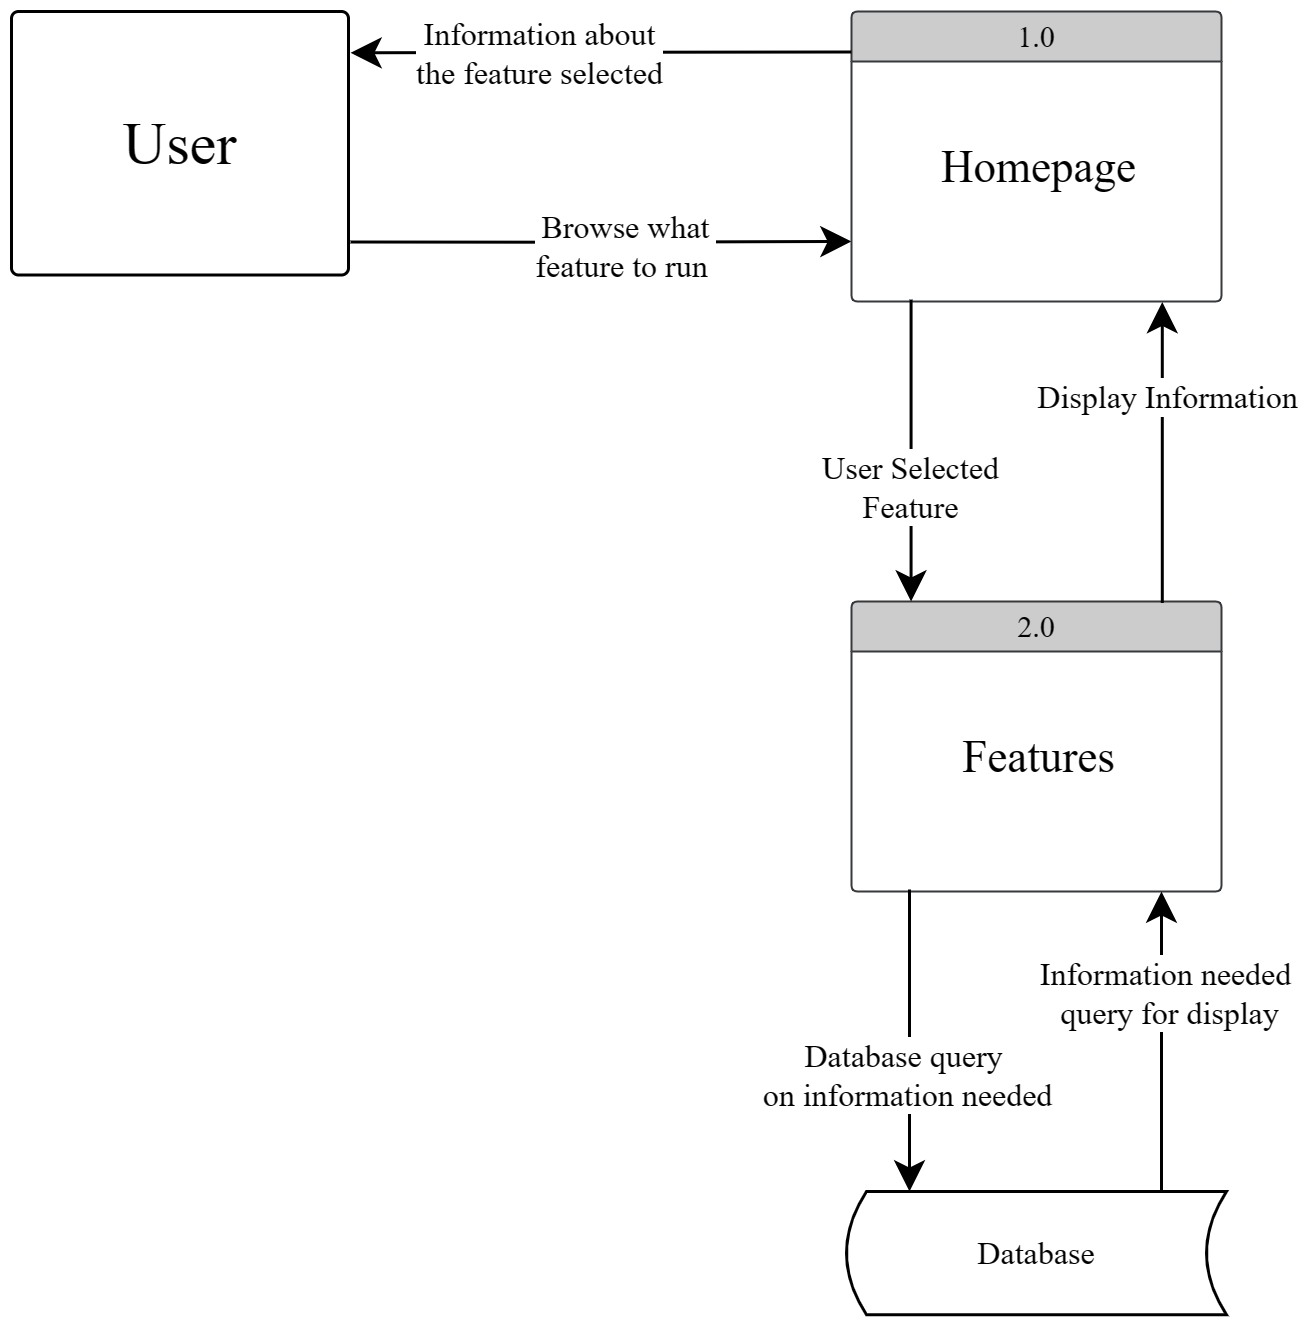 Information about
the feature selected
1.0
User
Homepage
Browse what
feature to run
Display Information
User Selected
Feature
2.0
Features
Information needed
query for display
Database query
on information needed
Database